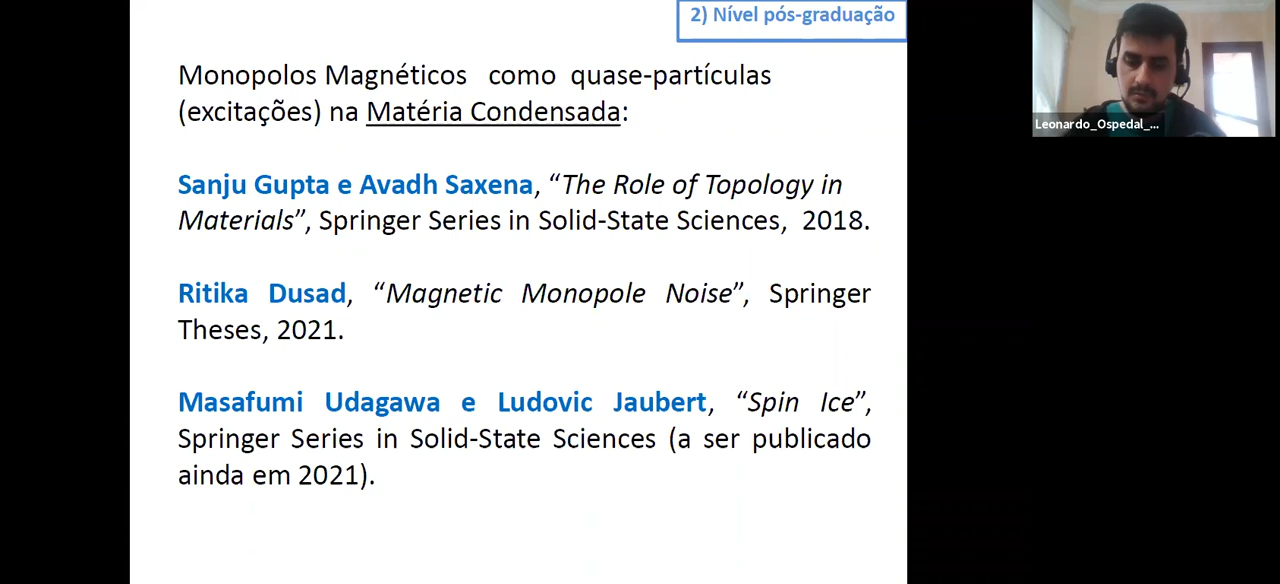 2) Nível pós-graduação
Monopolos Magnéticos como quase-partículas
(excitações) na Matéria Condensada:
Sanju Gupta e Avadh Saxena, “The Role of Topology in
Materials”, Springer Series in Solid-State Sciences, 2018.
Ritika Dusad, “Magnetic Monopole Noise”, Springer
Theses, 2021.
Masafumi Udagawa e Ludovic Jaubert, “Spin Ice”,
Springer Series in Solid-State Sciences (a ser publicado
ainda em 2021).
Leonardo_Ospedal_...